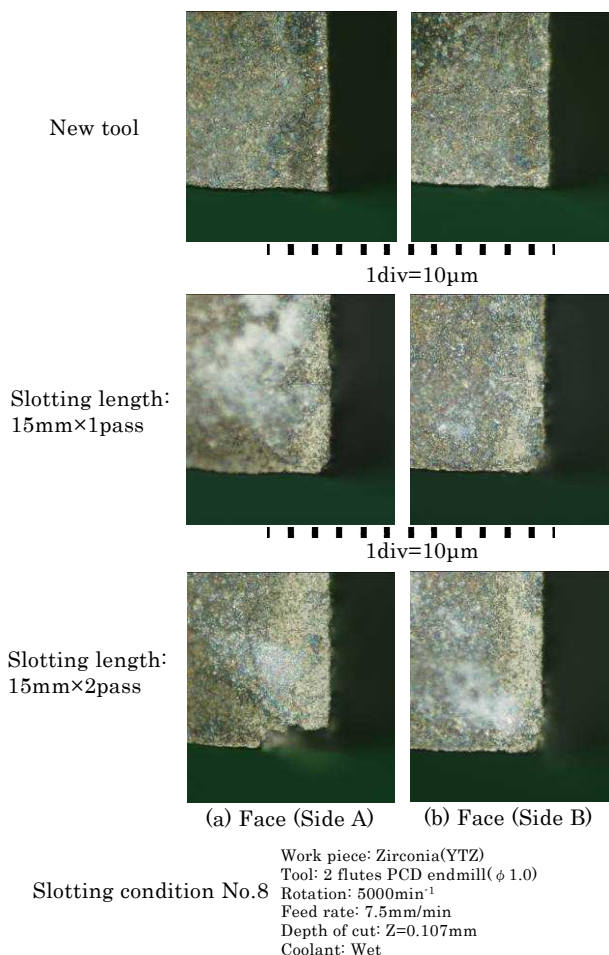 New tool
1div=10μm
Slotting length:
15mm×1pass
1div=10μm
Slotting length:
15mm×2pass
(a) Face (Side A)
(b) Face (Side B)
Slotting condition No.8
Work piece: Zirconia(YTZ)
Tool: 2 flutes PCD endmill(φ1.0)
Rotation: 5000min⁻¹
Feed rate: 7.5mm/min
Depth of cut: Z=0.107mm
Coolant: Wet